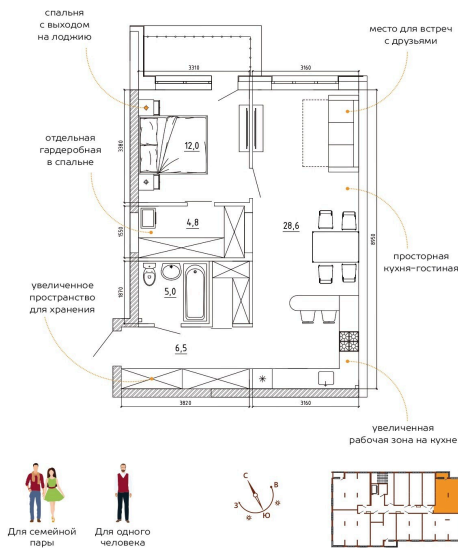 спальня
с выходом
на лоджию
место для встреч
с друзьями
3310
3160
отдельная
гардеробная
в спальне
3380
12,0
4,8
28,6
1550
8950
просторная
кухня-гостиная
увеличенное
пространство
для хранения
1870
5,0
6,5
3820
3160
увеличенная
рабочая зона на кухне
Для семейной
пары
Для одного
человека
С
В
З
Ю